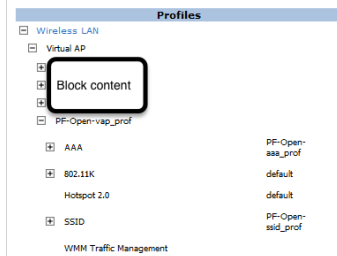 Profiles
Wireless LAN
Virtual AP
Block content
PF-Open-vap_prof
AAA
PF-Open-
aaa_prof
802.11K
default
Hotspot 2.0
default
SSID
PF-Open-
ssid_prof
WMM Traffic Management